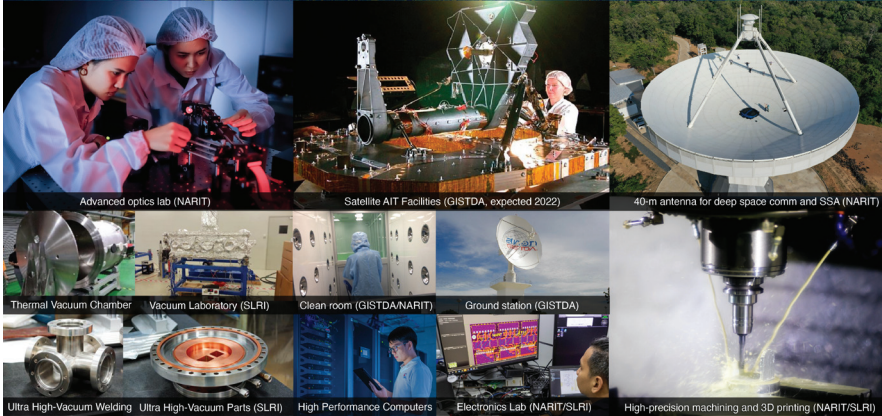 Advanced optics lab (NARIT)
Satellite AIT Facilities (GISTDA, expected 2022)
40-m antenna for deep space comm and SSA (NARIT)
Thermal Vacuum Chamber
Vacuum Laboratory (SLRI)
Clean room (GISTDA/NARIT)
Ground station (GISTDA)
Ultra High-Vacuum Welding
Ultra High-Vacuum Parts (SLRI)
High Performance Computers
Electronics Lab (NARIT/SLRI)
High-precision machining and 3D printing (NARIT/SLRI)